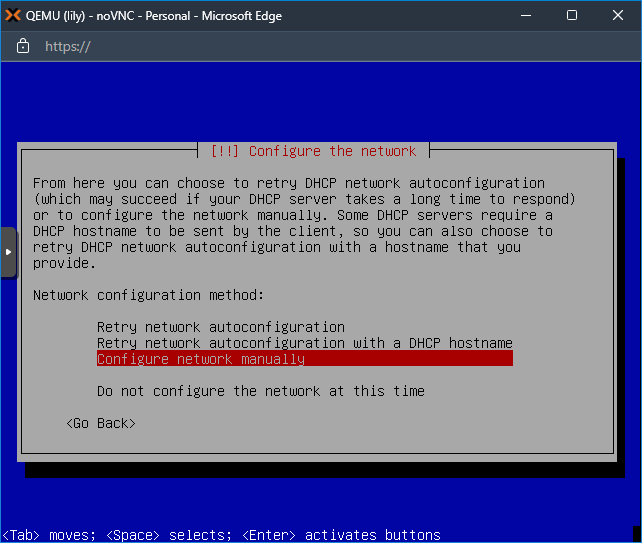 QEMU (lily) - noVNC - Personal - Microsoft Edge
https://
[!!] Configure the network
From here you can choose to retry DHCP network autoconfiguration
(which may succeed if your DHCP server takes a long time to respond)
or to configure the network manually. Some DHCP servers require a
DHCP hostname to be sent by the client, so you can also choose to
retry DHCP network autoconfiguration with a hostname that you
provide.
Network configuration method:
Retry network autoconfiguration
Retry network autoconfiguration with a DHCP hostname
Configure network manually
Do not configure the network at this time
<Go Back>
<Tab> moves; <Space> selects; <Enter> activates buttons